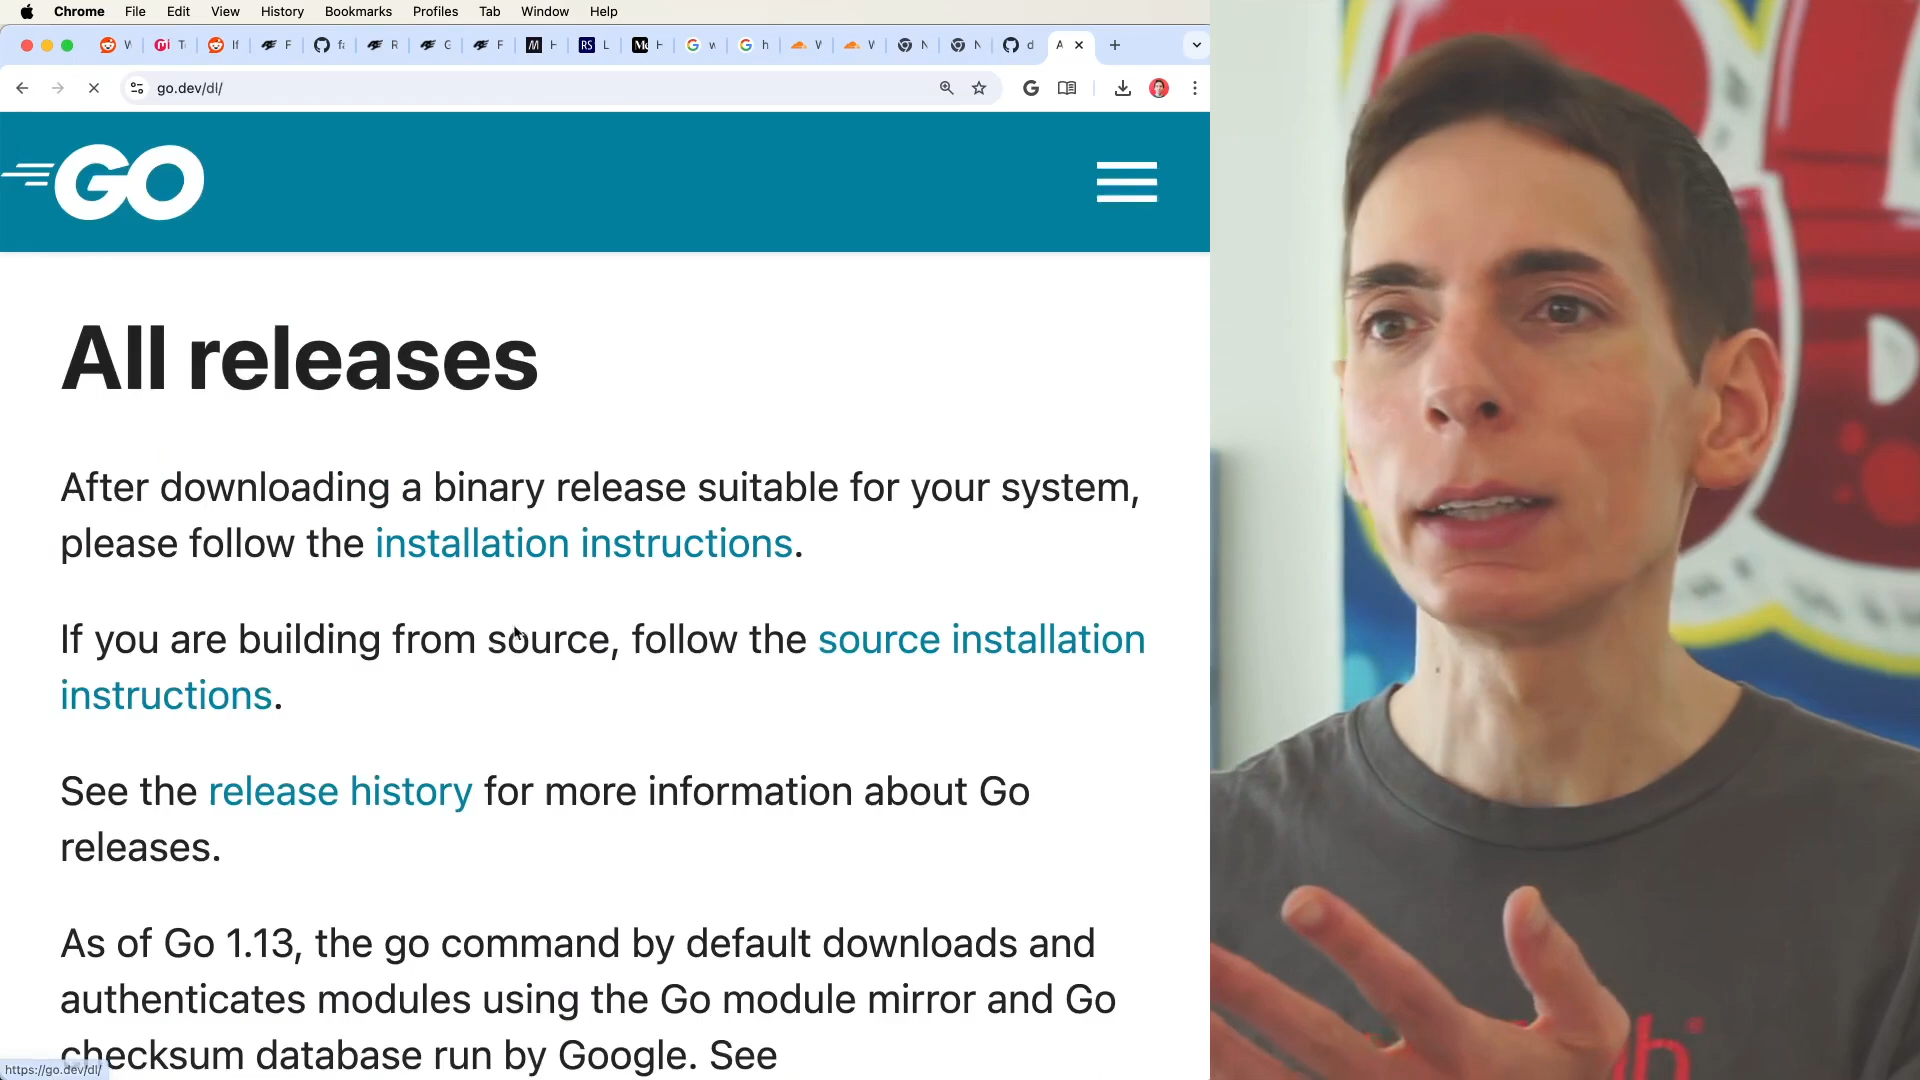 Chrome File Edit View History Bookmarks Profiles Tab Window Help
go.dev/dl/
GO
All releases
After downloading a binary release suitable for your system,
please follow the installation instructions.
If you are building from source, follow the source installation
instructions.
See the release history for more information about Go
releases.
As of Go 1.13, the go command by default downloads and
authenticates modules using the Go module mirror and Go
checksum database run by Google. See
https://go.dev/dl/